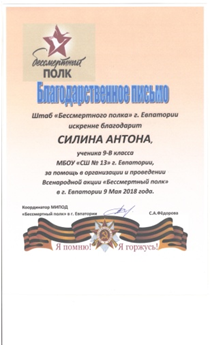 бессмертный
ПОЛК
Благодарственное письмо
Штаб «Бессмертного полка» г. Евпатории
искренне благодарит
СИЛИНА АНТОНА,
ученика 9-В класса
МБОУ «СШ № 13» г. Евпатории,
за помощь в организации и проведении
Всенародной акции «Бессмертный полк»
в г. Евпатории 9 Мая 2018 года.
Координатор МИПОД
«Бессмертный полк» в г. Евпатории С.А.Фёдорова
Я помню! Я горжусь!